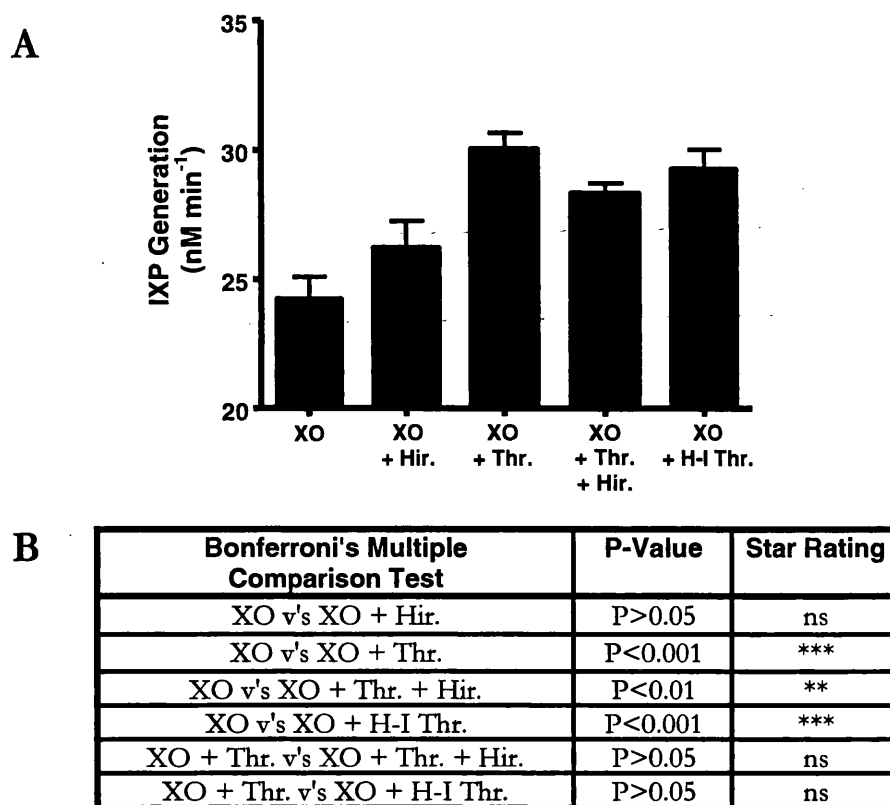 A
35
30
25
20
IXP Generation
(nM min⁻¹)
XO
XO
+ Hir.
XO
+ Thr.
XO
+ Thr.
+ Hir.
XO
+ H-I Thr.
B
Bonferroni's Multiple
Comparison Test
P-Value
Star Rating
XO v's XO + Hir.
P>0.05
ns
XO v's XO + Thr.
P<0.001
***
XO v's XO + Thr. + Hir.
P<0.01
**
XO v's XO + H-I Thr.
P<0.001
***
XO + Thr. v's XO + Thr. + Hir.
P>0.05
ns
XO + Thr. v's XO + H-I Thr.
P>0.05
ns